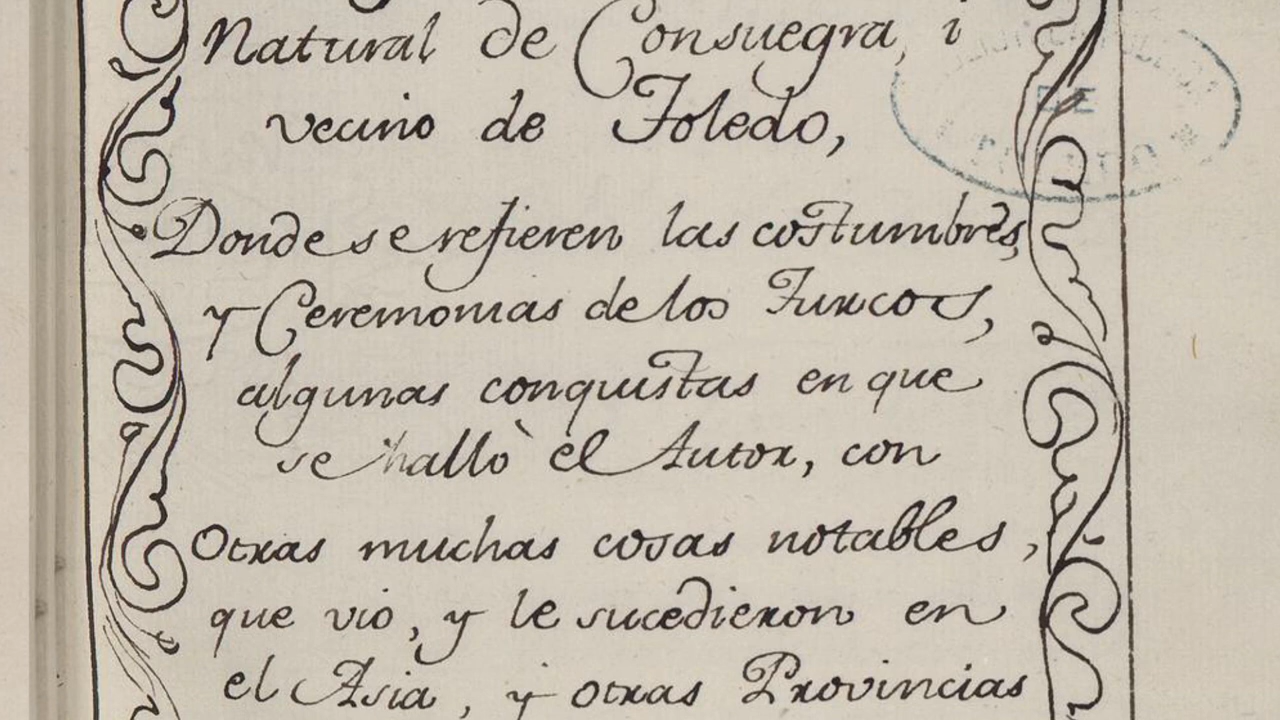 Natural de Consuegra, i
vecino de Toledo,
Donde se refieren las costumbres,
y Ceremonias de los Turcos,
algunas conquistas en que
se hallò el Autor, con
Otras muchas cosas notables,
que vio, y le sucedieron en
el Asia, y otras Provincias
DE